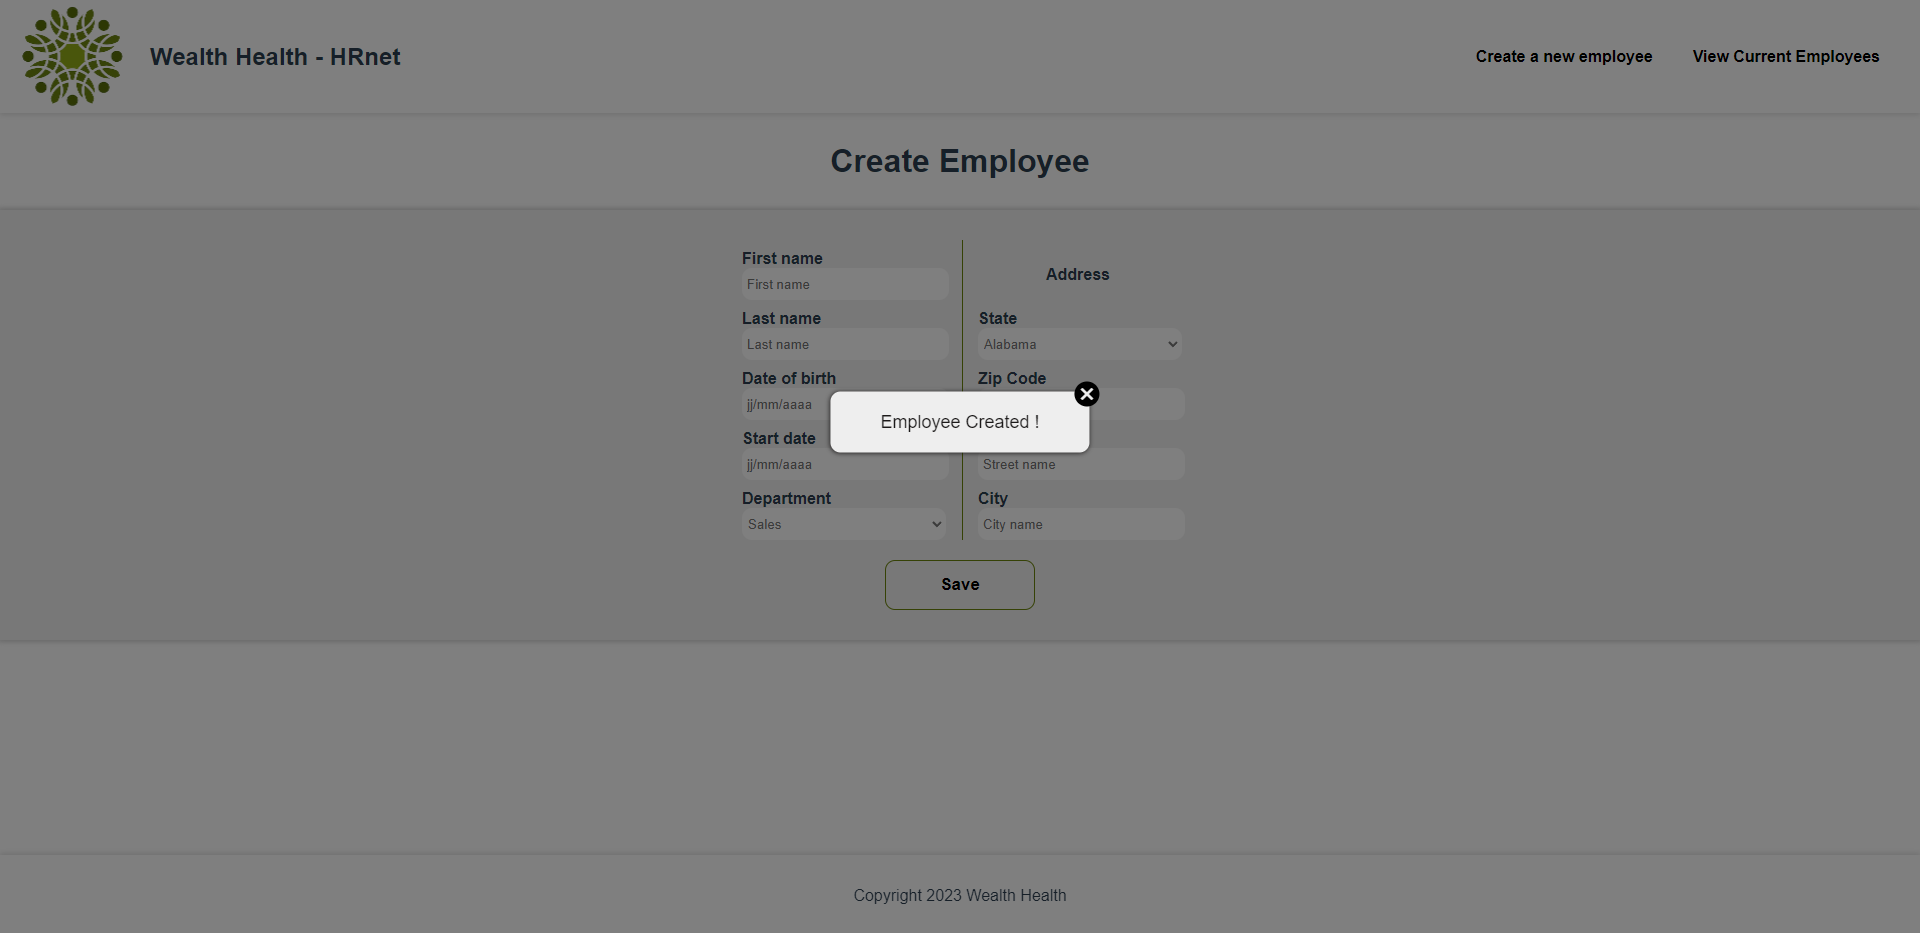 Wealth Health - HRnet
Create a new employee
View Current Employees
Create Employee
First name
First name
Last name
Last name
Date of birth
jj/mm/aaaa
Start date
jj/mm/aaaa
Department
Sales
Address
State
Alabama
Zip Code
Street name
City
City name
Employee Created !
Save
Copyright 2023 Wealth Health